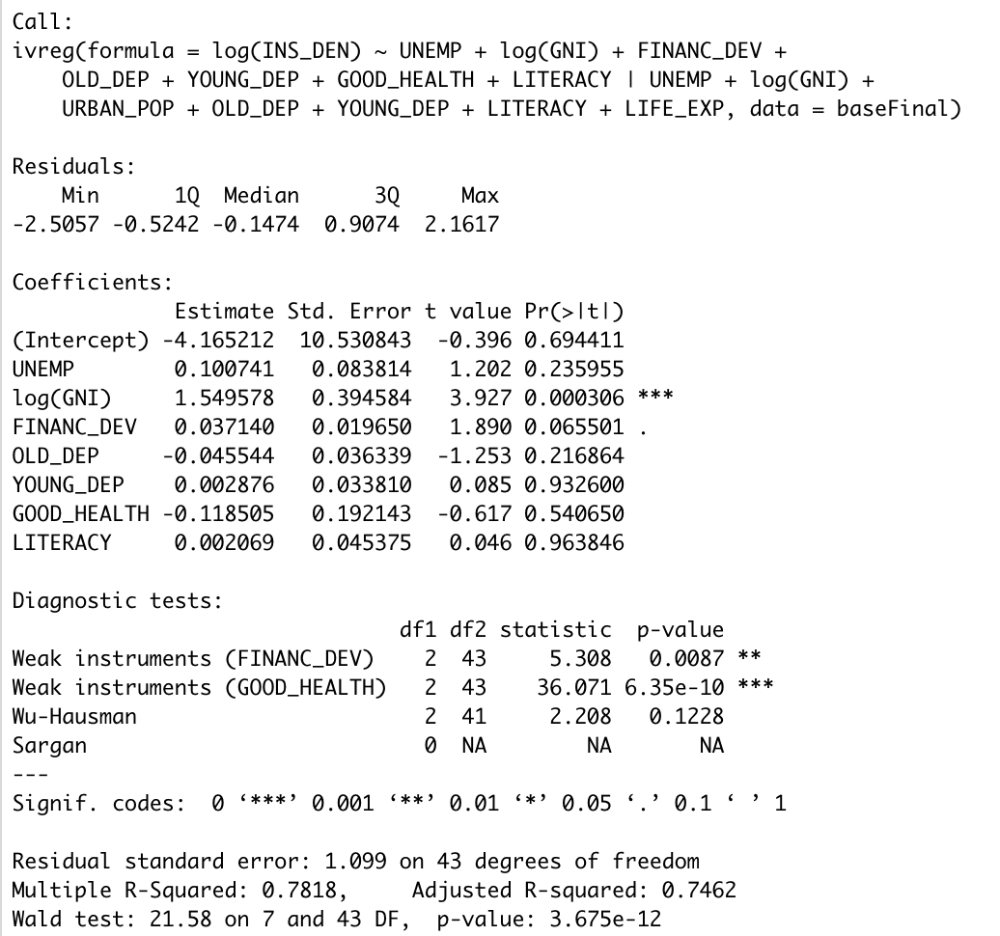 Call:
ivreg(formula = log(INS_DEN) ~ UNEMP + log(GNI) + FINANC_DEV +
    OLD_DEP + YOUNG_DEP + GOOD_HEALTH + LITERACY | UNEMP + log(GNI) +
    URBAN_POP + OLD_DEP + YOUNG_DEP + LITERACY + LIFE_EXP, data = baseFinal)

Residuals:
    Min      1Q  Median      3Q     Max
-2.5057 -0.5242 -0.1474  0.9074  2.1617

Coefficients:
             Estimate Std. Error t value Pr(>|t|)
(Intercept) -4.165212  10.530843  -0.396 0.694411
UNEMP        0.100741   0.083814   1.202 0.235955
log(GNI)     1.549578   0.394584   3.927 0.000306 ***
FINANC_DEV   0.037140   0.019650   1.890 0.065501 .
OLD_DEP     -0.045544   0.036339  -1.253 0.216864
YOUNG_DEP    0.002876   0.033810   0.085 0.932600
GOOD_HEALTH -0.118505   0.192143  -0.617 0.540650
LITERACY     0.002069   0.045375   0.046 0.963846

Diagnostic tests:
                               df1 df2 statistic  p-value
Weak instruments (FINANC_DEV)    2  43     5.308   0.0087 **
Weak instruments (GOOD_HEALTH)   2  43    36.071 6.35e-10 ***
Wu-Hausman                       2  41     2.208   0.1228
Sargan                           0  NA        NA       NA
---
Signif. codes:  0 ‘***’ 0.001 ‘**’ 0.01 ‘*’ 0.05 ‘.’ 0.1 ‘ ’ 1

Residual standard error: 1.099 on 43 degrees of freedom
Multiple R-Squared: 0.7818,     Adjusted R-squared: 0.7462
Wald test: 21.58 on 7 and 43 DF,  p-value: 3.675e-12